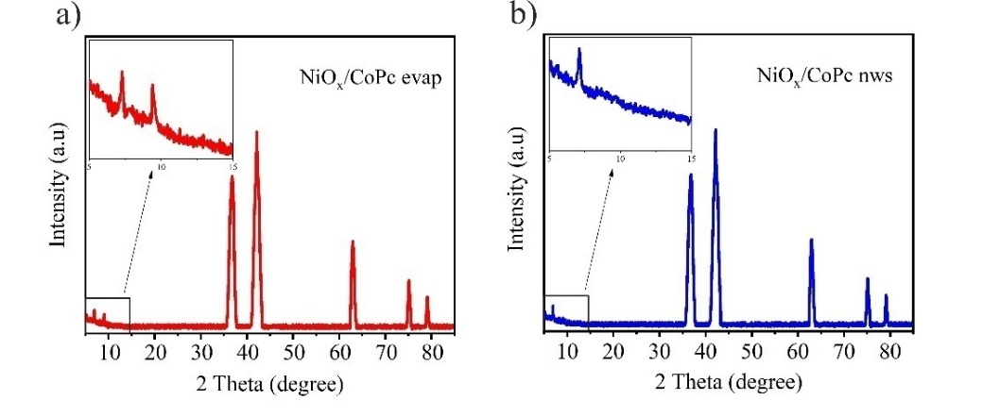 a)
NiOx/CoPc evap
Intensity (a.u)
5 10 15
10 20 30 40 50 60 70 80
2 Theta (degree)
b)
NiOx/CoPc nws
Intensity (a.u)
5 10 15
10 20 30 40 50 60 70 80
2 Theta (degree)